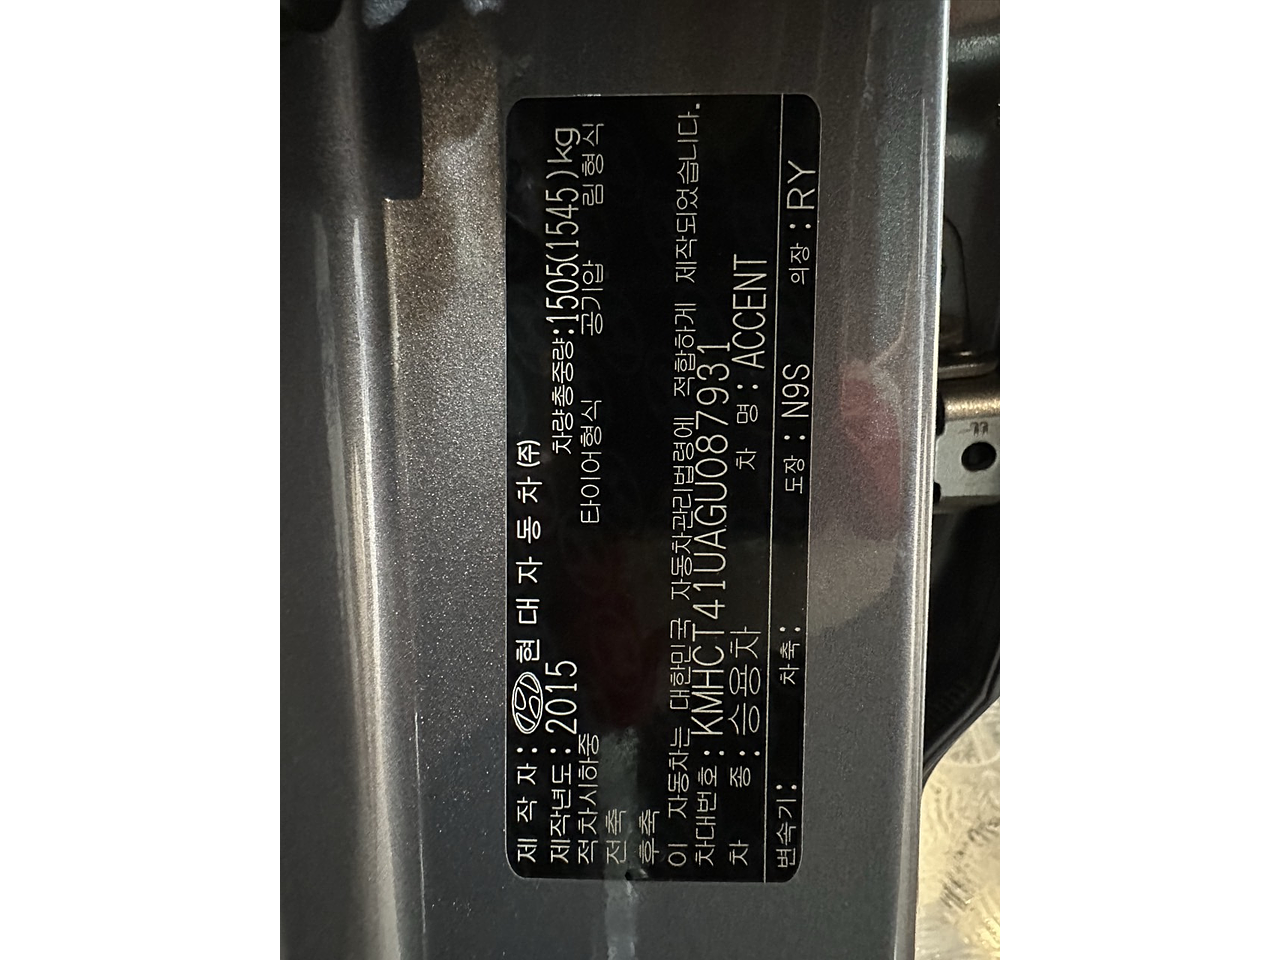 제 작 자 : 현 대 자 동 차 (주)
제작년도 : 2015 차량총중량:1505(1545)kg
적차시하중 타이어형식 공기압 림형식
전축
후축
이 자동차는 대한민국 자동차관리법령에 적합하게 제작되었습니다.
차대번호 : KMHCT41UAGU087931
차 종 : 승용차 차 명 : ACCENT
변속기 : 차축 : 도장 : N9S 의장 : RY